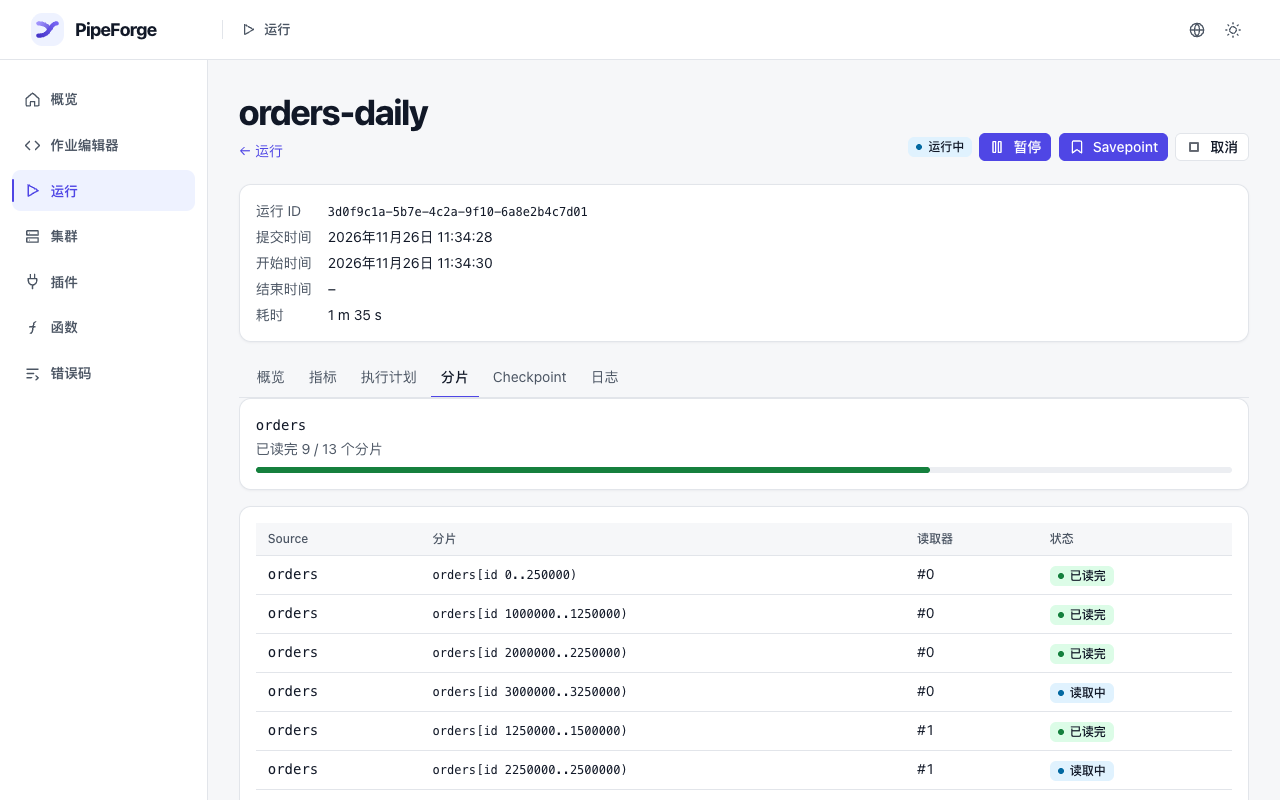 PipeForge
运行
概览
作业编辑器
运行
集群
插件
函数
错误码
orders-daily
← 运行
运行中
暂停
Savepoint
取消
运行 ID 3d0f9c1a-5b7e-4c2a-9f10-6a8e2b4c7d01
提交时间 2026年11月26日 11:34:28
开始时间 2026年11月26日 11:34:30
结束时间 –
耗时 1 m 35 s
概览 指标 执行计划 分片 Checkpoint 日志
orders
已读完 9 / 13 个分片
Source 分片 读取器 状态
orders orders[id 0..250000) #0 已读完
orders orders[id 1000000..1250000) #0 已读完
orders orders[id 2000000..2250000) #0 已读完
orders orders[id 3000000..3250000) #0 读取中
orders orders[id 1250000..1500000) #1 已读完
orders orders[id 2250000..2500000) #1 读取中